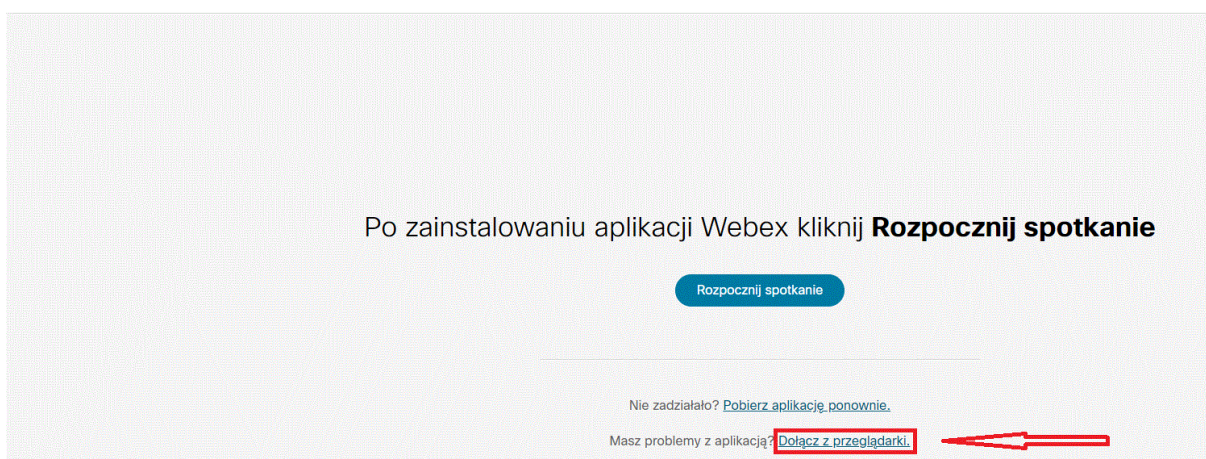 Po zainstalowaniu aplikacji Webex kliknij Rozpocznij spotkanie
Rozpocznij spotkanie
Nie zadziałało? Pobierz aplikację ponownie.
Masz problemy z aplikacją? Dołącz z przeglądarki.